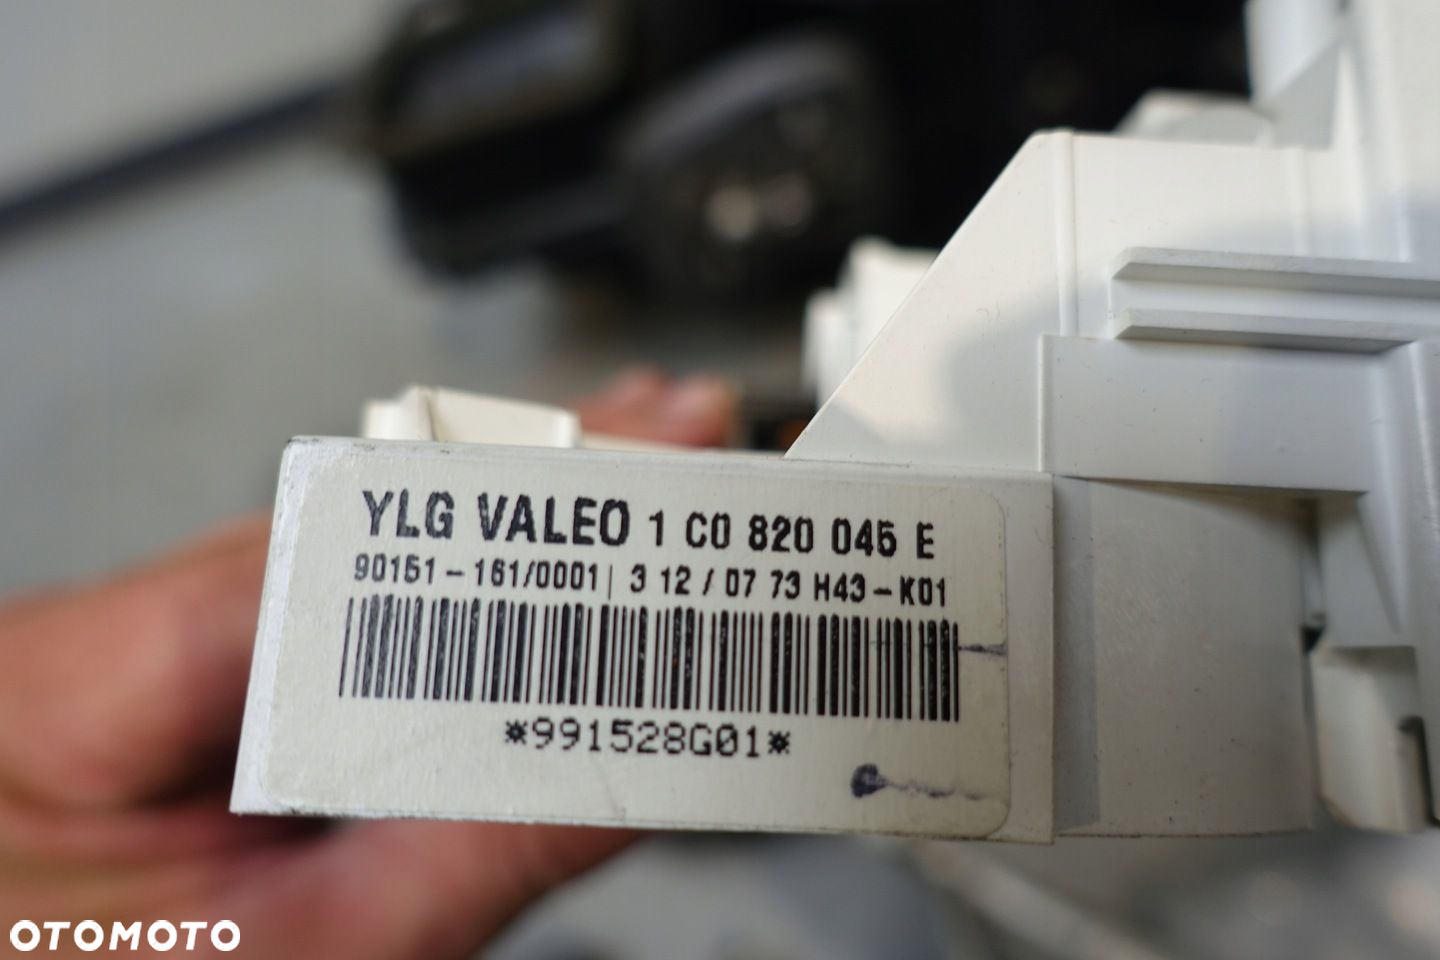 YLG VALEO 1 C0 820 045 E
90151-161/0001| 3 12/07 73 H43-K01
*991528G01*
OTOMOTO